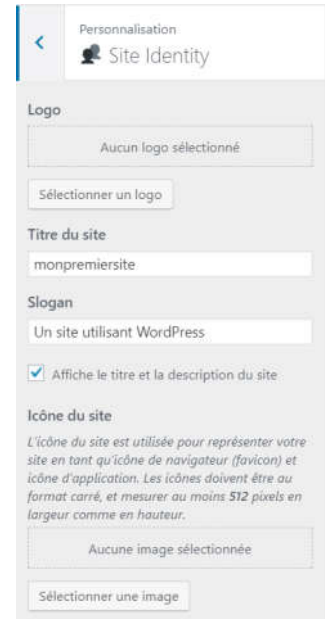 Personnalisation
Site Identity
Logo
Aucun logo sélectionné
Sélectionner un logo
Titre du site
monpremiersite
Slogan
Un site utilisant WordPress
Affiche le titre et la description du site
Icône du site
L'icône du site est utilisée pour représenter votre
site en tant qu'icône de navigateur (favicon) et
icône d'application. Les icônes doivent être au
format carré, et mesurer au moins 512 pixels en
largeur comme en hauteur.
Aucune image sélectionnée
Sélectionner une image